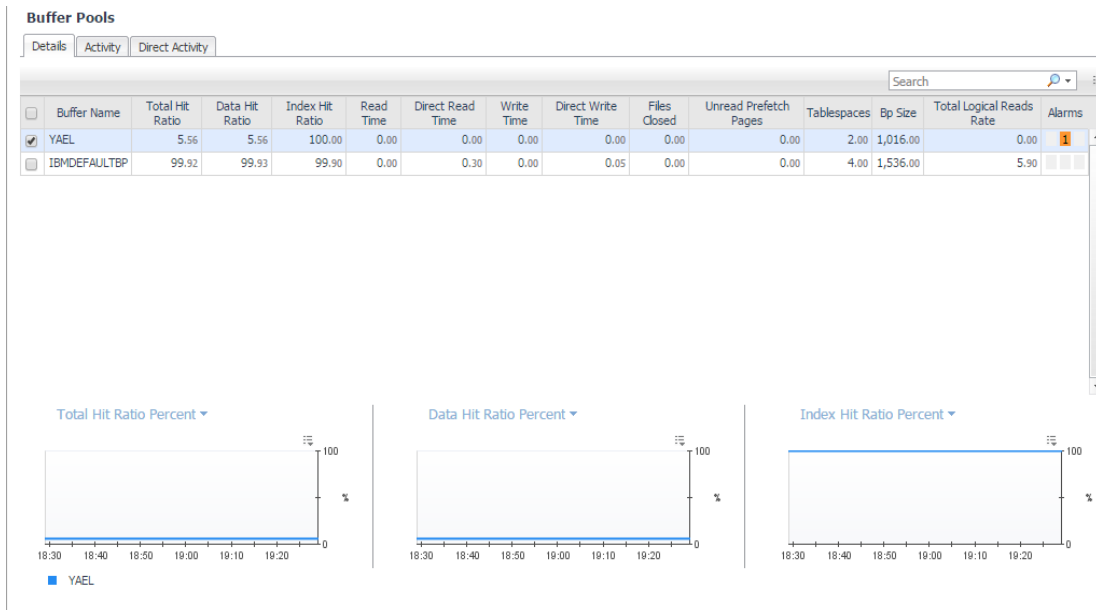 Buffer Pools
Details Activity Direct Activity
Search
Buffer Name Total Hit Ratio Data Hit Ratio Index Hit Ratio Read Time Direct Read Time Write Time Direct Write Time Files Closed Unread Prefetch Pages Tablespaces Bp Size Total Logical Reads Rate Alarms
YAEL 5.56 5.56 100.00 0.00 0.00 0.00 0.00 0.00 0.00 2.00 1,016.00 0.00 1
IBMDEFAULTBP 99.92 99.93 99.90 0.00 0.30 0.00 0.05 0.00 0.00 4.00 1,536.00 5.90
Total Hit Ratio Percent Data Hit Ratio Percent Index Hit Ratio Percent
100 100 100
% % %
0 0 0
18:30 18:40 18:50 19:00 19:10 19:20 18:30 18:40 18:50 19:00 19:10 19:20 18:30 18:40 18:50 19:00 19:10 19:20
YAEL